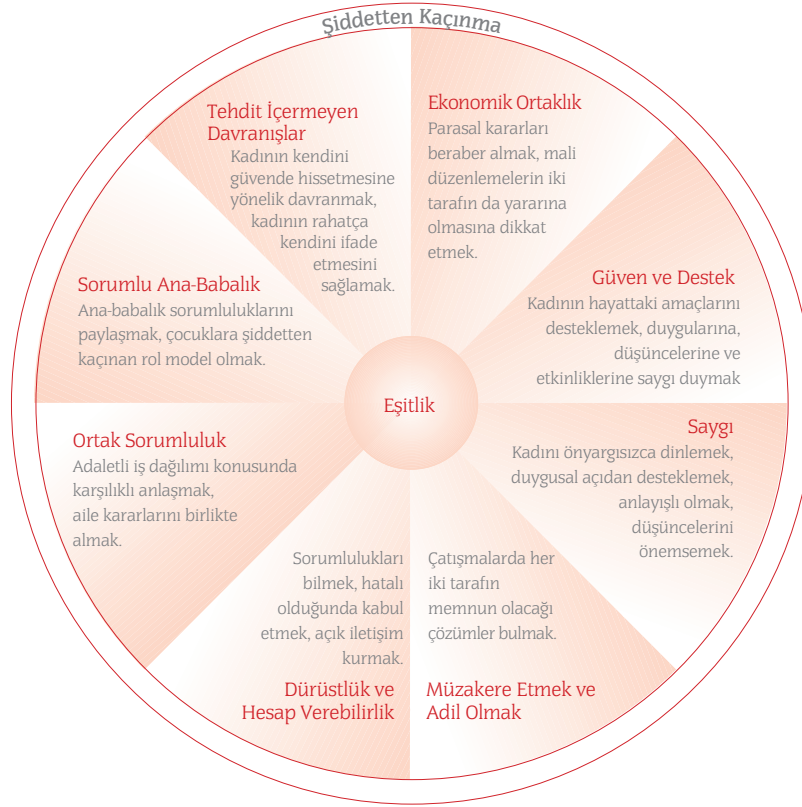 Şiddetten Kaçınma
Tehdit İçermeyen
Davranışlar
Kadının kendini
güvende hissetmesine
yönelik davranmak,
kadının rahatça
kendini ifade
etmesini
sağlamak.
Ekonomik Ortaklık
Parasal kararları
beraber almak, mali
düzenlemelerin iki
tarafın da yararına
olmasına dikkat
etmek.
Güven ve Destek
Kadının hayattaki amaçlarını
desteklemek, duygularına,
düşüncelerine ve
etkinliklerine saygı duymak
Saygı
Kadını önyargısızca dinlemek,
duygusal açıdan desteklemek,
anlayışlı olmak,
düşüncelerini
önemsemek.
Çatışmalarda her
iki tarafın
memnun olacağı
çözümler bulmak.
Müzakere Etmek ve
Adil Olmak
Sorumlulukları
bilmek, hatalı
olduğunda kabul
etmek, açık iletişim
kurmak.
Dürüstlük ve
Hesap Verebilirlik
Ortak Sorumluluk
Adaletli iş dağılımı konusunda
karşılıklı anlaşmak,
aile kararlarını birlikte
almak.
Sorumlu Ana-Babalık
Ana-babalık sorumluluklarını
paylaşmak, çocuklara şiddetten
kaçınan rol model olmak.
Eşitlik